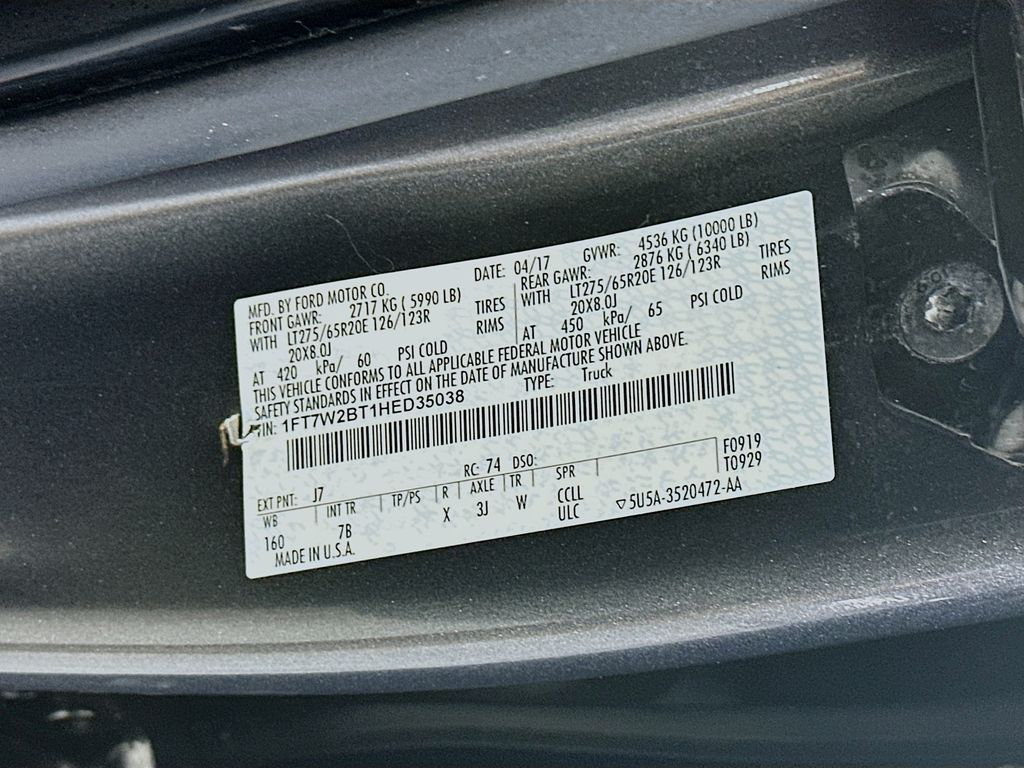 MFD. BY FORD MOTOR CO. DATE: 04/17 GVWR: 4536 KG (10000 LB)
FRONT GAWR: 2717 KG ( 5990 LB) REAR GAWR: 2876 KG ( 6340 LB)
WITH LT275/65R20E 126/123R TIRES WITH LT275/65R20E 126/123R TIRES
20X8.0J RIMS 20X8.0J RIMS
AT 420 kPa/ 60 PSI COLD AT 450 kPa/ 65 PSI COLD
THIS VEHICLE CONFORMS TO ALL APPLICABLE FEDERAL MOTOR VEHICLE
SAFETY STANDARDS IN EFFECT ON THE DATE OF MANUFACTURE SHOWN ABOVE.
VIN: 1FT7W2BT1HED35038 TYPE: Truck
F0919
T0929
EXT PNT: J7 RC: 74 DSO:
WB INT TR TP/PS R AXLE TR SPR
160 7B X 3J W CCLL
ULC
MADE IN U.S.A. ▽5U5A-3520472-AA